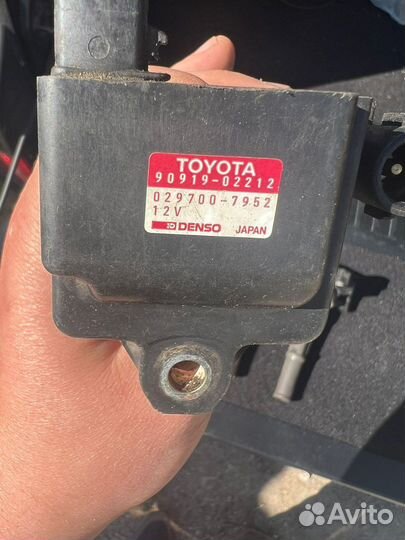 TOYOTA
90919-02212
029700-7952
12V
DENSO JAPAN
Avito